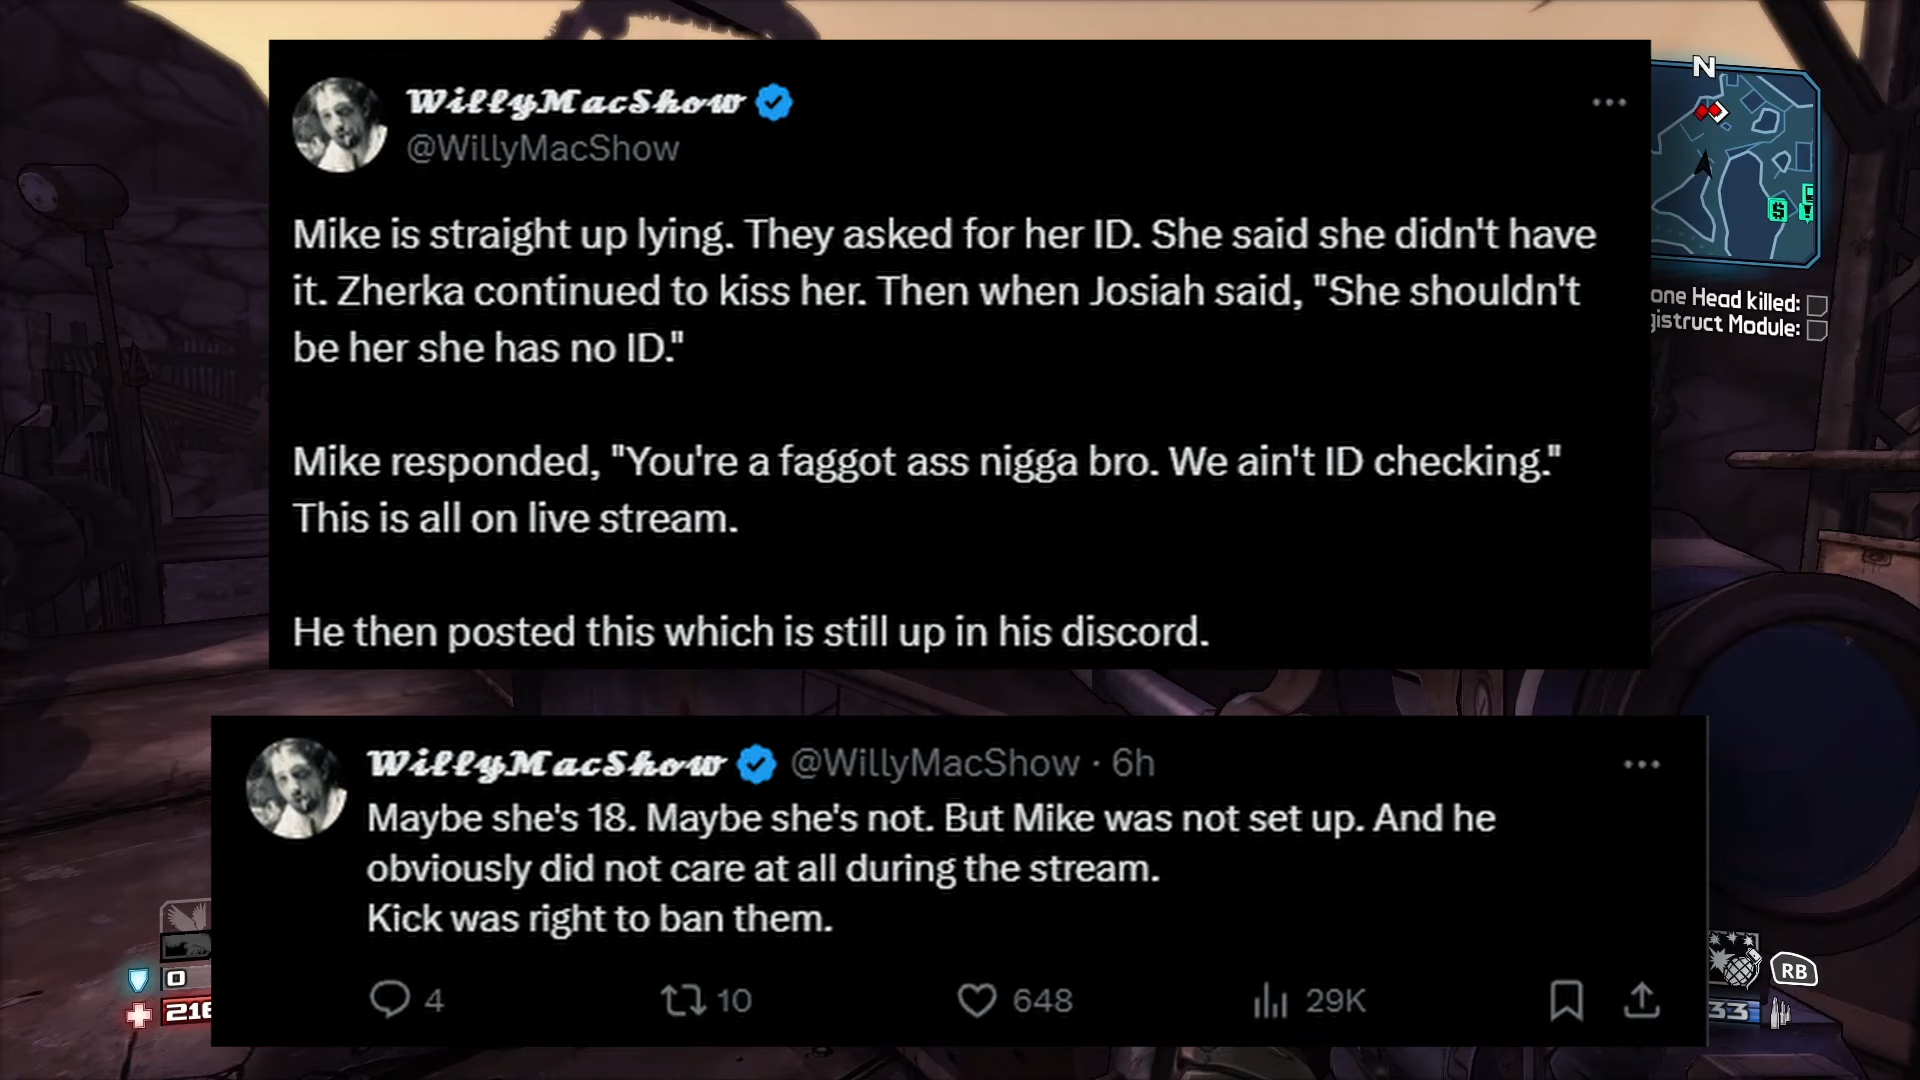 WillyMacShow
@WillyMacShow
N
Mike is straight up lying. They asked for her ID. She said she didn't have
it. Zherka continued to kiss her. Then when Josiah said, "She shouldn't
be her she has no ID."
one Head killed:
gistruct Module:
Mike responded, "You're a faggot ass nigga bro. We ain't ID checking."
This is all on live stream.
He then posted this which is still up in his discord.
WillyMacShow @WillyMacShow · 6h
Maybe she's 18. Maybe she's not. But Mike was not set up. And he
obviously did not care at all during the stream.
Kick was right to ban them.
4 10 648 29K
0
RB
216
33